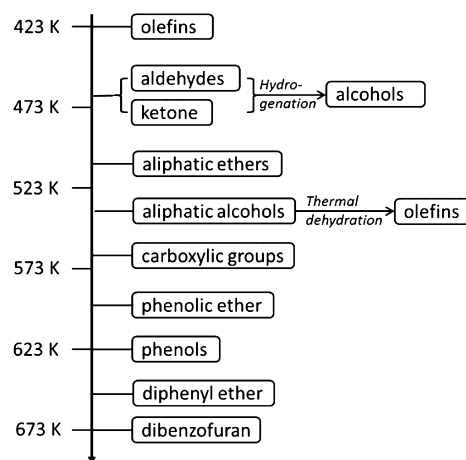 423 K
olefins
aldehydes
Hydro-
genation
alcohols
473 K
ketone
aliphatic ethers
523 K
aliphatic alcohols
Thermal
dehydration
olefins
carboxylic groups
573 K
phenolic ether
623 K
phenols
diphenyl ether
673 K
dibenzofuran